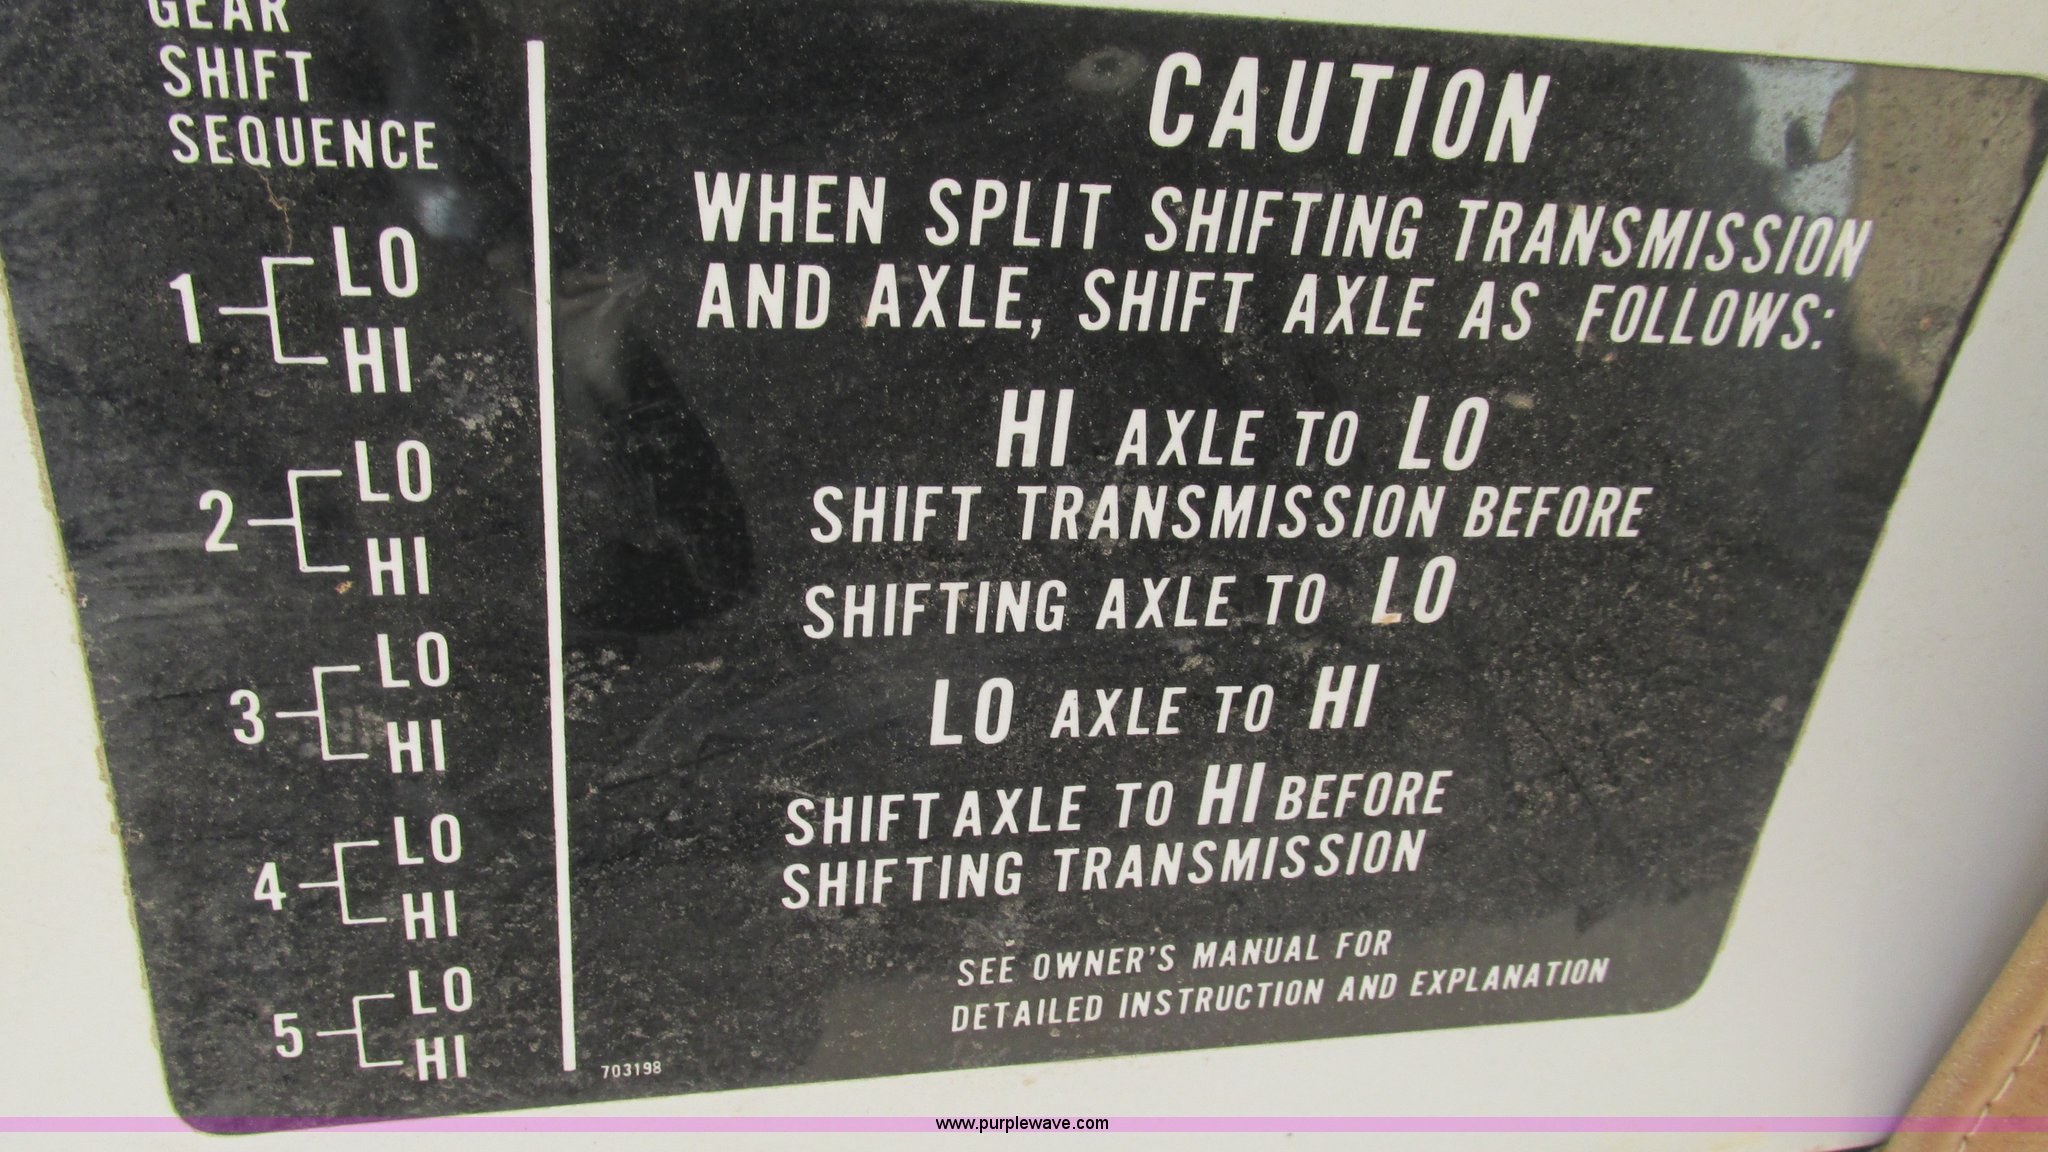 GEAR
SHIFT
SEQUENCE
1 LO
HI
2 LO
HI
3 LO
HI
4 LO
HI
5 LO
HI
CAUTION
WHEN SPLIT SHIFTING TRANSMISSION
AND AXLE, SHIFT AXLE AS FOLLOWS:
HI AXLE TO LO
SHIFT TRANSMISSION BEFORE
SHIFTING AXLE TO LO
LO AXLE TO HI
SHIFT AXLE TO HI BEFORE
SHIFTING TRANSMISSION
SEE OWNER'S MANUAL FOR
DETAILED INSTRUCTION AND EXPLANATION
703198
www.purplewave.com